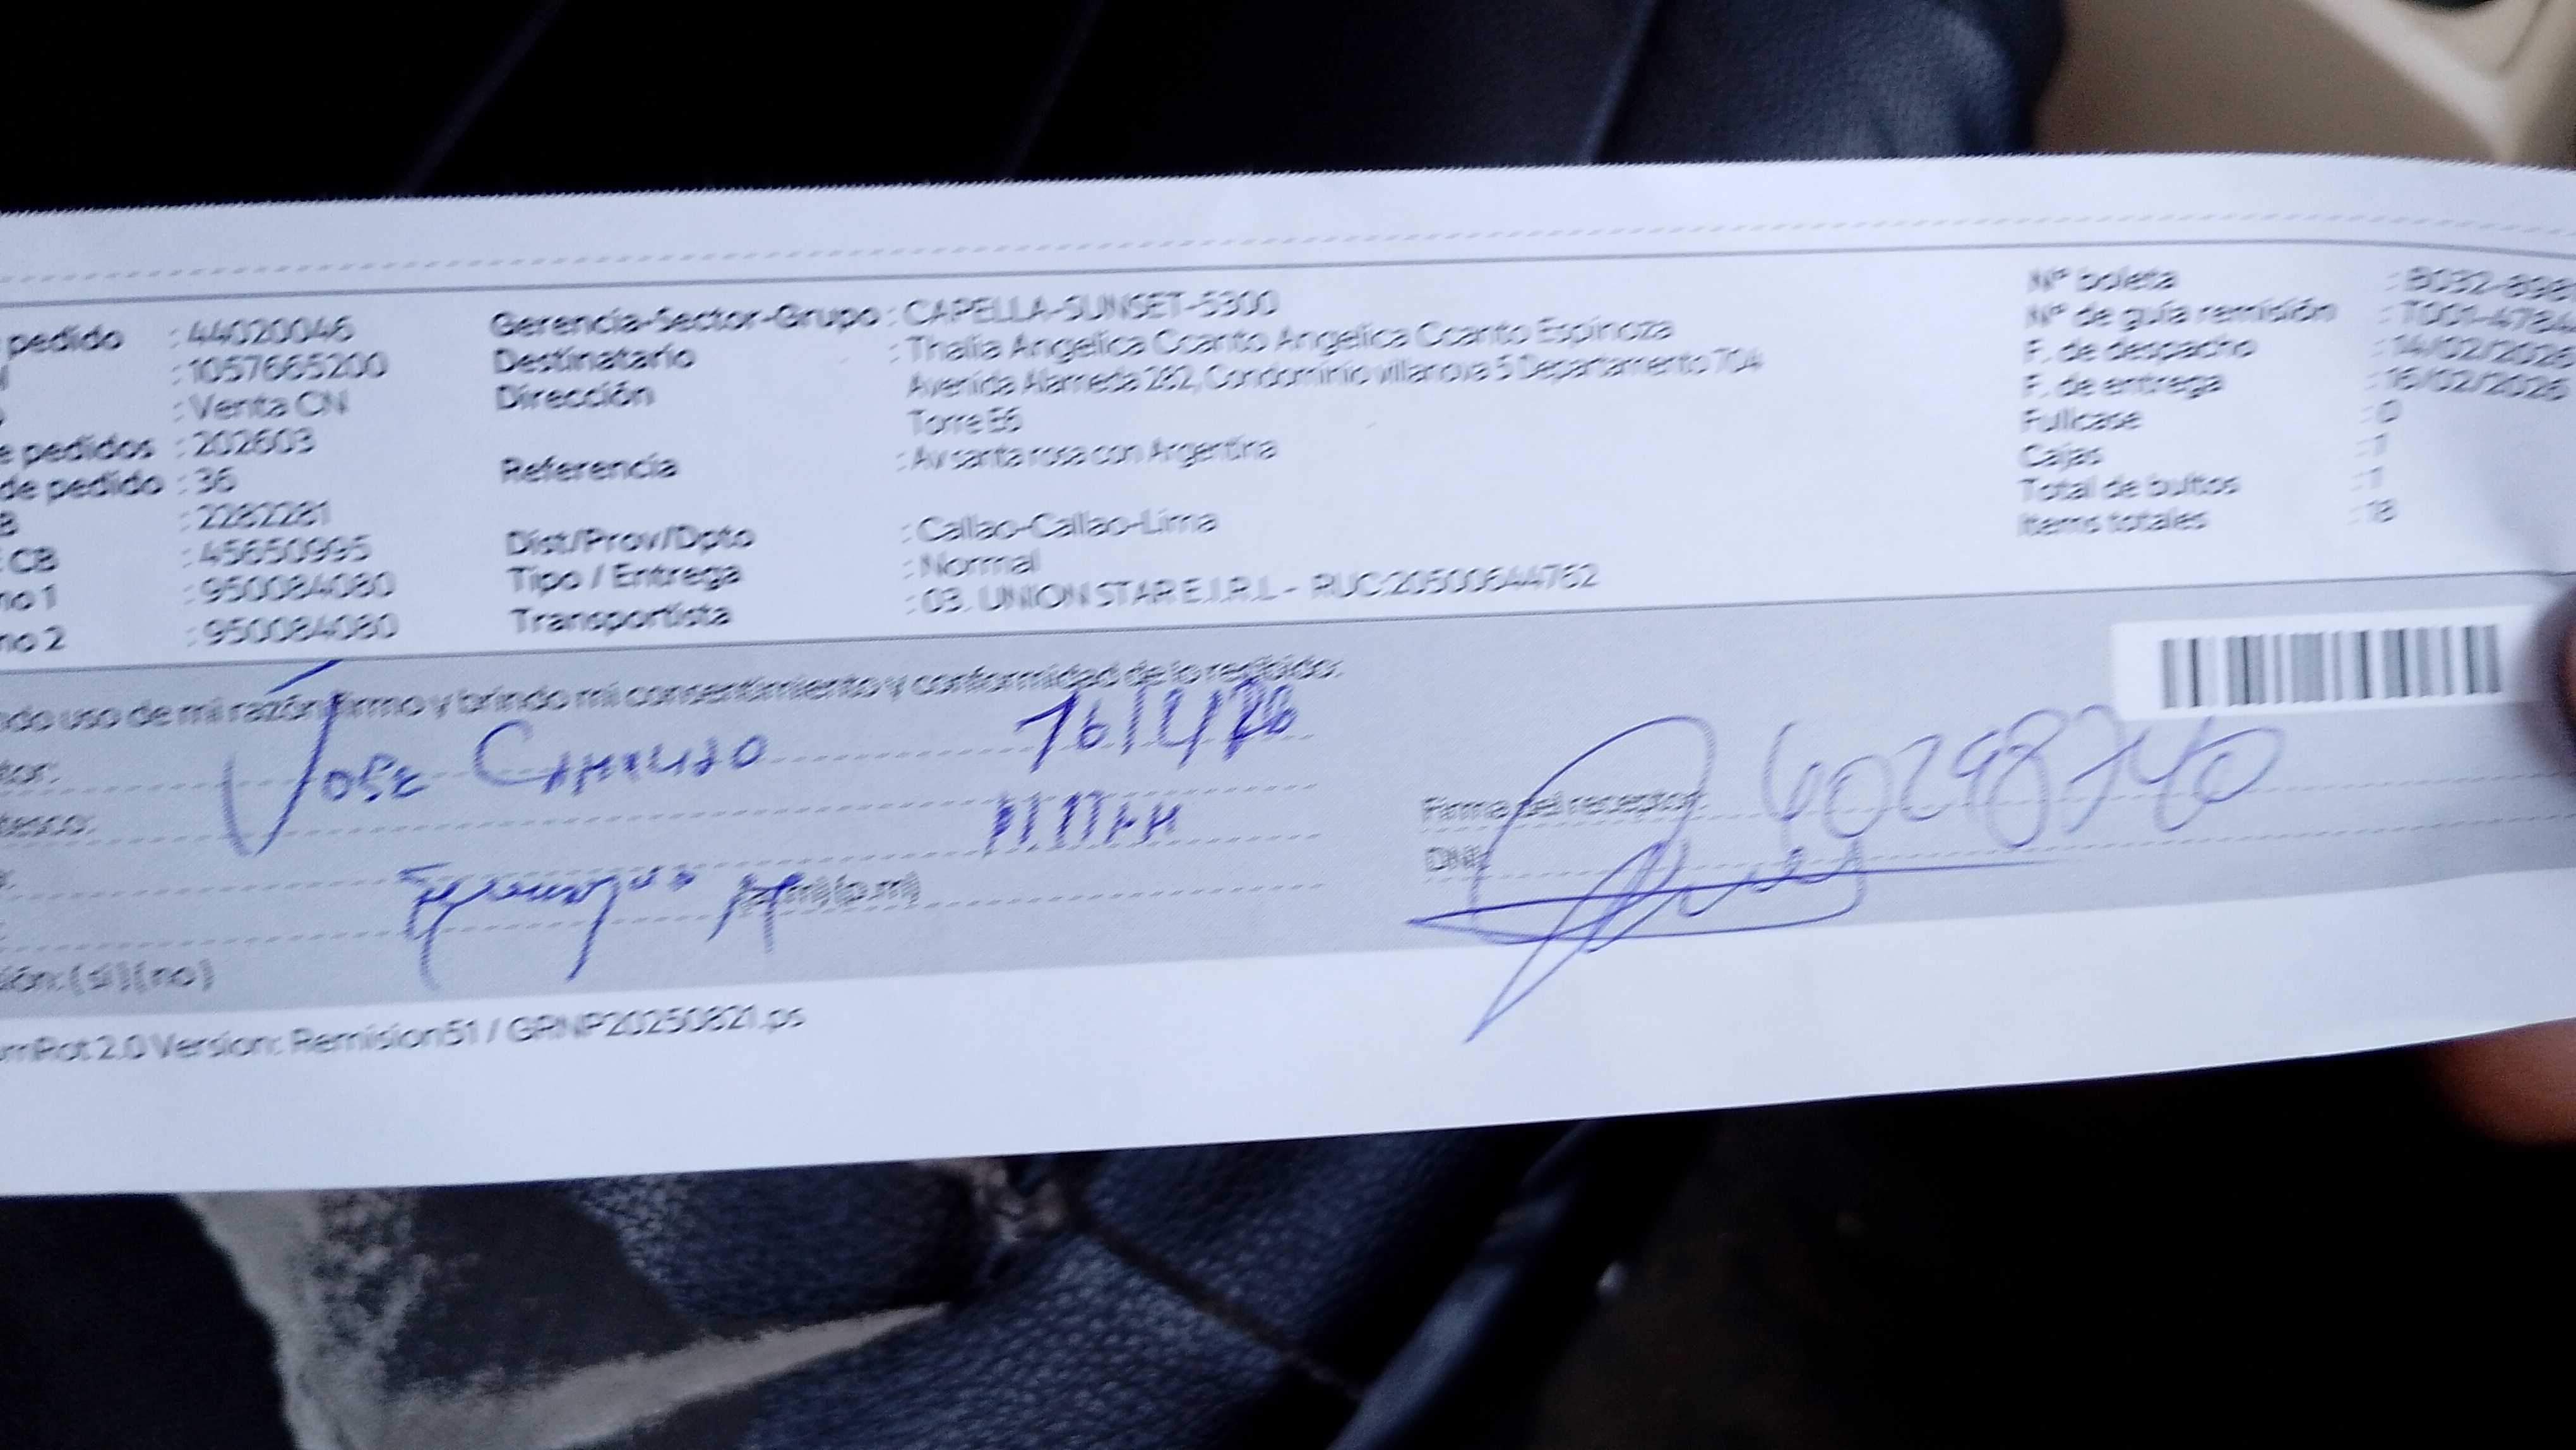 pedido : 44020046
: 1057665200
: Venta CN
e pedidos : 202603
de pedido : 36
B : 2282281
CB : 45650995
no 1 : 950084080
no 2 : 950084080
Gerencia-Sector-Grupo : CAPELLA-SUNSET-5300
Destinatario : Thalia Angelica Ccanto Angelica Ccanto Espinoza
Dirección Avenida Alameda 282, Condominio villanova 5 Departamento 704
Torre E6
Referencia : Av santa rosa con Argentina
Dist/Prov/Dpto : Callao-Callao-Lima
Tipo / Entrega : Normal
Transportista : 03. UNION STAR E.I.R.L - RUC:20500644762
Nº boleta : B032-898
Nº de guía remisión : T001-4784
F. de despacho : 14/02/2026
F. de entrega : 16/02/2026
Fullcase : 0
Cajas : 1
Total de bultos : 1
Items totales : 18
ndo uso de mi razón firmo y brindo mi consentimiento y conformidad de lo recibido.
tor: Jose
tesco:
Firma del receptor: 40298740
DNI:
ión: (si) (no)
mRot 2.0 Version: Remision51 / GRNP20250821.ps